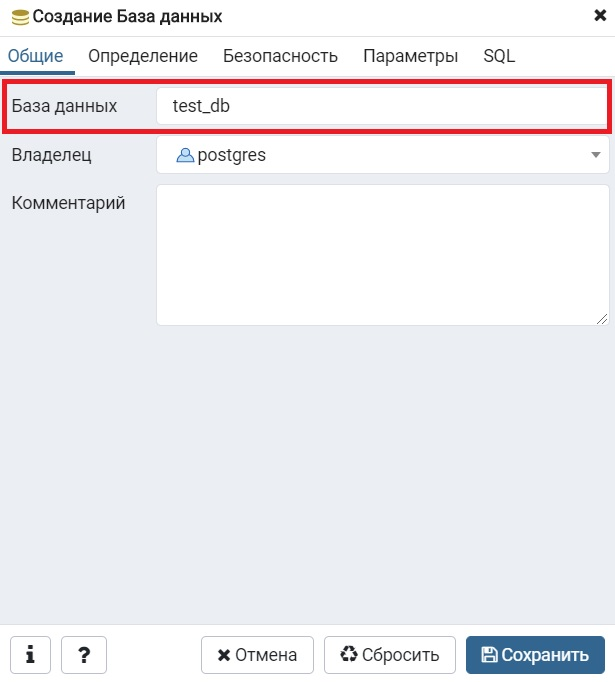 Создание База данных
Общие Определение Безопасность Параметры SQL
База данных test_db
Владелец postgres
Комментарий
i ? Отмена Сбросить Сохранить